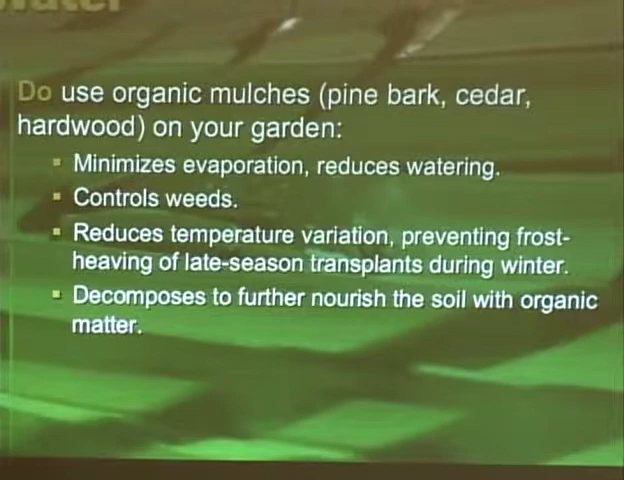 Water
Do use organic mulches (pine bark, cedar,
hardwood) on your garden:
Minimizes evaporation, reduces watering.
Controls weeds.
Reduces temperature variation, preventing frost-
heaving of late-season transplants during winter.
Decomposes to further nourish the soil with organic
matter.